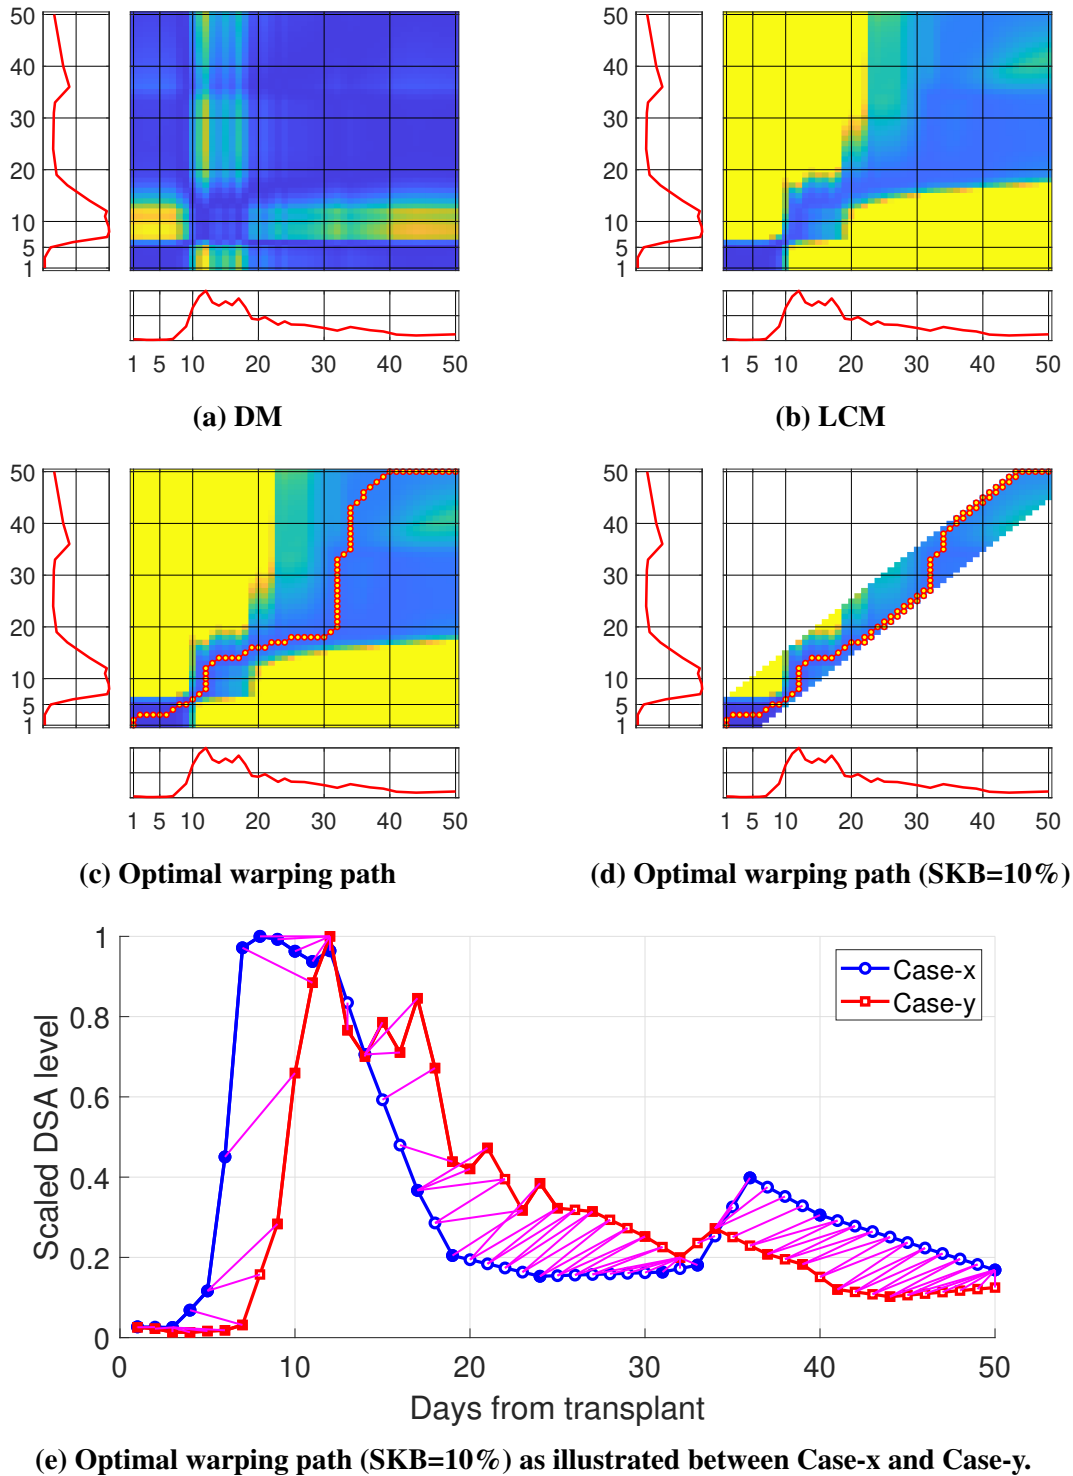 50
40
30
20
10
5
1
1 5 10 20 30 40 50
(a) DM
50
40
30
20
10
5
1
1 5 10 20 30 40 50
(b) LCM
50
40
30
20
10
5
1
1 5 10 20 30 40 50
(c) Optimal warping path
50
40
30
20
10
5
1
1 5 10 20 30 40 50
(d) Optimal warping path (SKB=10%)
Scaled DSA level
1
0.8
0.6
0.4
0.2
0
Case-x
Case-y
0 10 20 30 40 50
Days from transplant
(e) Optimal warping path (SKB=10%) as illustrated between Case-x and Case-y.